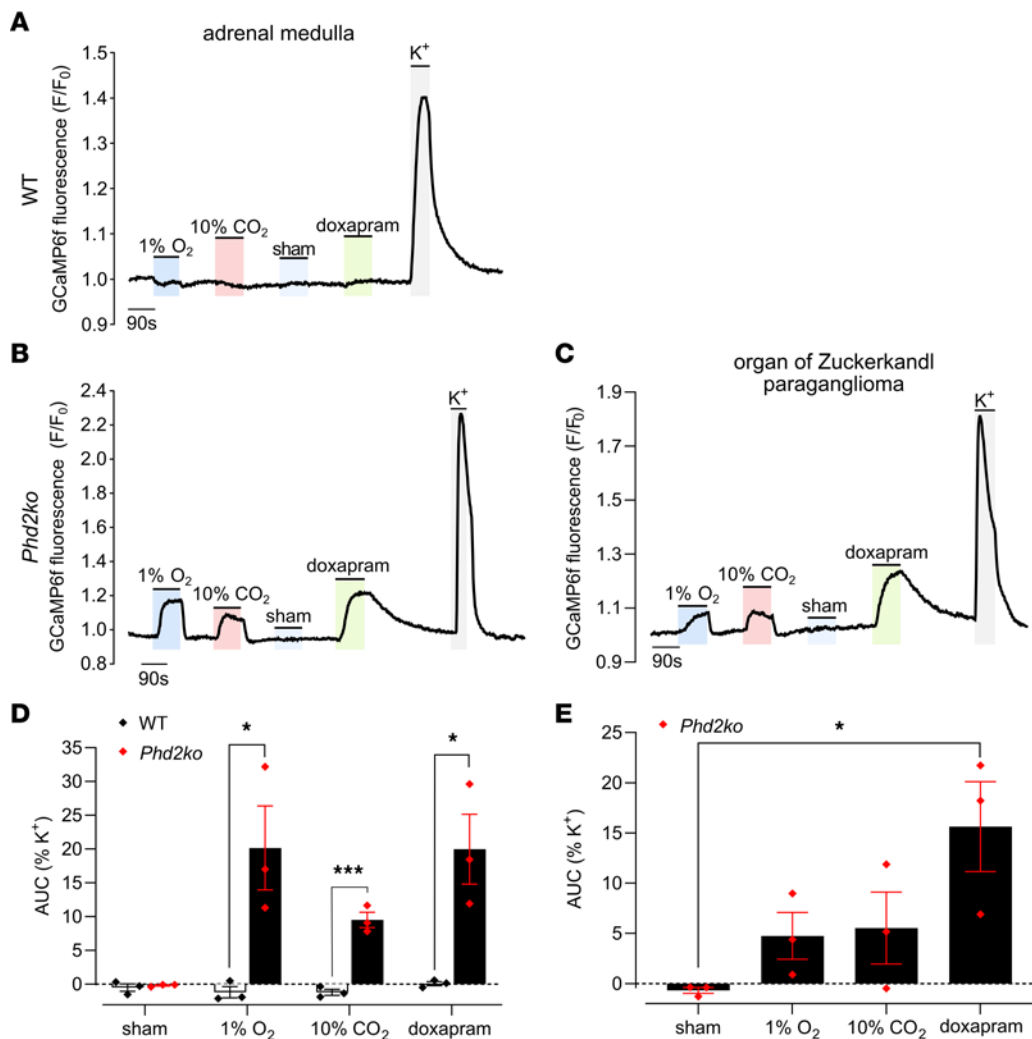 A
adrenal medulla
WT
GCaMP6f fluorescence (F/F₀)
1.5
1.4
1.3
1.2
1.1
1.0
0.9
1% O₂
10% CO₂
sham
doxapram
K⁺
90s
B
Phd2ko
GCaMP6f fluorescence (F/F₀)
2.4
2.2
2.0
1.8
1.6
1.4
1.2
1.0
0.8
1% O₂
10% CO₂
sham
doxapram
K⁺
90s
C
organ of Zuckerkandl
paraganglioma
GCaMP6f fluorescence (F/F₀)
1.9
1.7
1.5
1.3
1.1
0.9
1% O₂
10% CO₂
sham
doxapram
K⁺
90s
D
WT
Phd2ko
AUC (% K⁺)
35
30
25
20
15
10
5
0
*
***
*
sham
1% O₂
10% CO₂
doxapram
E
Phd2ko
AUC (% K⁺)
25
20
15
10
5
0
*
sham
1% O₂
10% CO₂
doxapram